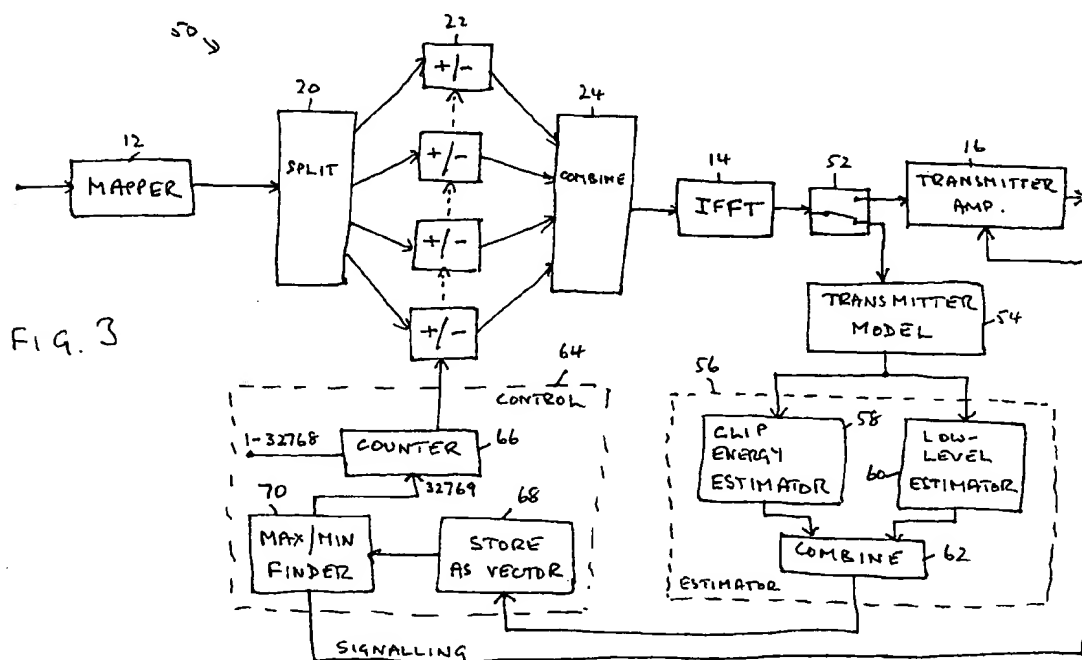 50
22
+/-
20
24
12
MAPPER
SPLIT
+/-
COMBINE
14
IFFT
52
16
TRANSMITTER
AMP.
+/-
+/-
TRANSMITTER
MODEL
54
FIG. 3
64
CONTROL
56
1-32768
COUNTER
66
32769
CLIP
ENERGY
ESTIMATOR
58
LOW-
LEVEL
ESTIMATOR
60
70
MAX/MIN
FINDER
68
STORE
AS VECTOR
COMBINE
62
ESTIMATOR
SIGNALLING